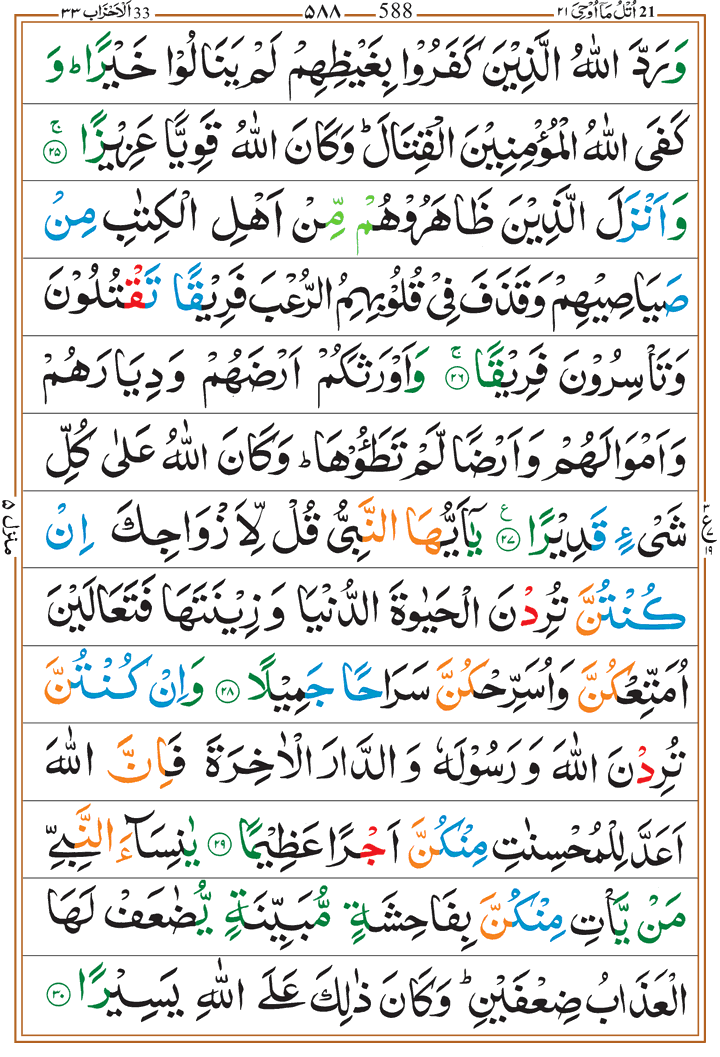 21 اُتْلُ مَاۤ اُوْحِیَ ۲۱ 588 ۵۸۸ 33 اَلْاَحْزَاب ۳۳
وَرَدَّ اللّٰهُ الَّذِيْنَ كَفَرُوْا بِغَيْظِهِمْ لَمْ يَنَالُوْا خَيْرًا ؕ وَ
كَفَى اللّٰهُ الْمُؤْمِنِيْنَ الْقِتَالَ ؕ وَكَانَ اللّٰهُ قَوِيًّا عَزِيْزًا ۚ ۲۵
وَاَنْزَلَ الَّذِيْنَ ظَاهَرُوْهُمْ مِّنْ اَهْلِ الْكِتٰبِ مِنْ
صَيَاصِيْهِمْ وَقَذَفَ فِيْ قُلُوْبِهِمُ الرُّعْبَ فَرِيْقًا تَقْتُلُوْنَ
وَتَاْسِرُوْنَ فَرِيْقًا ۚ ۲۶ وَاَوْرَثَكُمْ اَرْضَهُمْ وَدِيَارَهُمْ
وَاَمْوَالَهُمْ وَاَرْضًا لَّمْ تَطَـُٔوْهَا ؕ وَكَانَ اللّٰهُ عَلٰى كُلِّ
شَيْءٍ قَدِيْرًا ۲۷ ع يٰۤاَيُّهَا النَّبِيُّ قُلْ لِّاَزْوَاجِكَ اِنْ
كُنْتُنَّ تُرِدْنَ الْحَيٰوةَ الدُّنْيَا وَزِيْنَتَهَا فَتَعَالَيْنَ
اُمَتِّعْكُنَّ وَاُسَرِّحْكُنَّ سَرَاحًا جَمِيْلًا ۲۸ وَاِنْ كُنْتُنَّ
تُرِدْنَ اللّٰهَ وَرَسُوْلَهٗ وَالدَّارَ الْاٰخِرَةَ فَاِنَّ اللّٰهَ
اَعَدَّ لِلْمُحْسِنٰتِ مِنْكُنَّ اَجْرًا عَظِيْمًا ۲۹ يٰنِسَآءَ النَّبِيِّ
مَنْ يَّاْتِ مِنْكُنَّ بِفَاحِشَةٍ مُّبَيِّنَةٍ يُّضٰعَفْ لَهَا
الْعَذَابُ ضِعْفَيْنِ ؕ وَكَانَ ذٰلِكَ عَلَى اللّٰهِ يَسِيْرًا ۳۰
منزل ۵